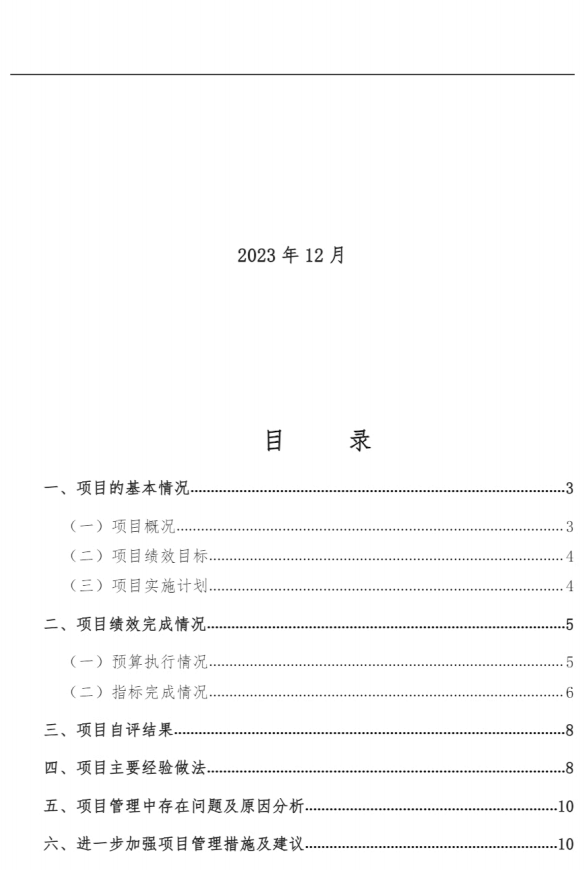 2023 年 12 月
目 录
一、项目的基本情况........................3
（一）项目概况........................3
（二）项目绩效目标........................4
（三）项目实施计划........................4
二、项目绩效完成情况........................5
（一）预算执行情况........................5
（二）指标完成情况........................6
三、项目自评结果........................8
四、项目主要经验做法........................8
五、项目管理中存在问题及原因分析........................10
六、进一步加强项目管理措施及建议........................10